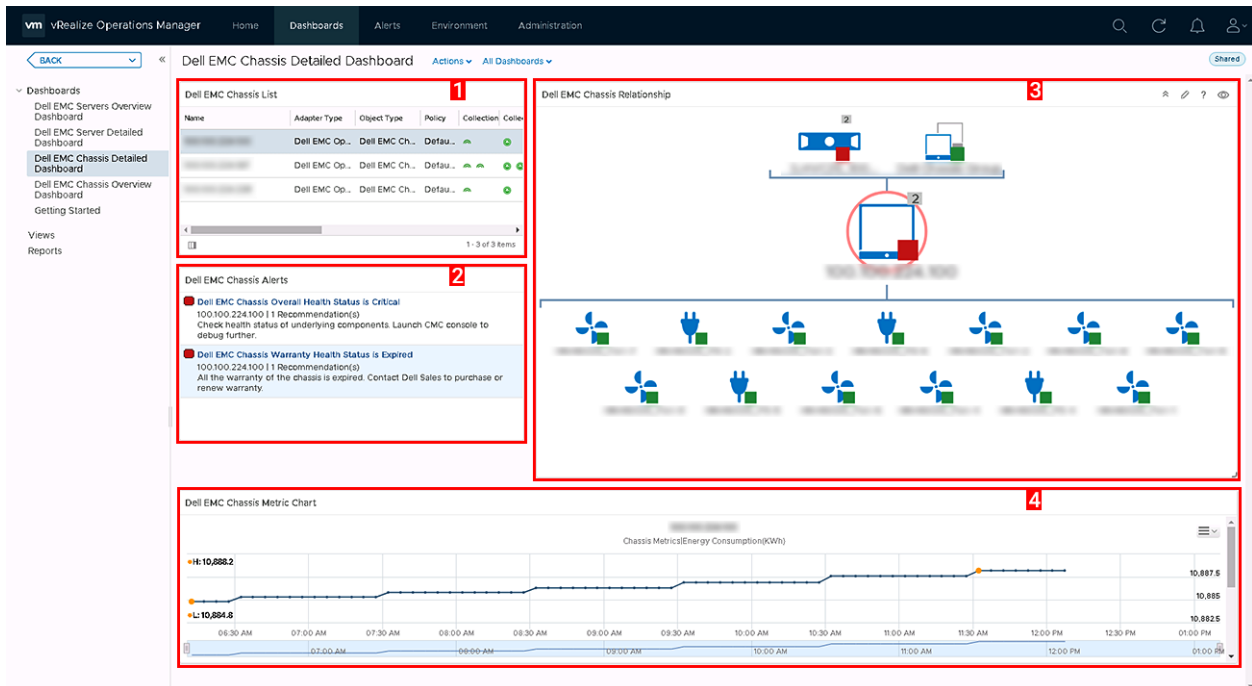 vm vRealize Operations Manager Home Dashboards Alerts Environment Administration
BACK
Dell EMC Chassis Detailed Dashboard Actions All Dashboards Shared
Dashboards
Dell EMC Servers Overview
Dashboard
Dell EMC Server Detailed
Dashboard
Dell EMC Chassis Detailed
Dashboard
Dell EMC Chassis Overview
Dashboard
Getting Started
Views
Reports
Dell EMC Chassis List 1
Name Adapter Type Object Type Policy Collection Colle
Dell EMC Op... Dell EMC Ch... Defau...
Dell EMC Op... Dell EMC Ch... Defau...
Dell EMC Op... Dell EMC Ch... Defau...
1 - 3 of 3 items
Dell EMC Chassis Alerts 2
Dell EMC Chassis Overall Health Status is Critical
100.100.224.100 | 1 Recommendation(s)
Check health status of underlying components. Launch CMC console to
debug further.
Dell EMC Chassis Warranty Health Status is Expired
100.100.224.100 | 1 Recommendation(s)
All the warranty of the chassis is expired. Contact Dell Sales to purchase or
renew warranty.
Dell EMC Chassis Relationship 3 ?
2
2
Dell EMC Chassis Metric Chart 4
Chassis Metrics|Energy Consumption(KWh)
H: 10,888.2
L: 10,884.8
10,887.5
10,885
10,882.5
06:30 AM 07:00 AM 07:30 AM 08:00 AM 08:30 AM 09:00 AM 09:30 AM 10:00 AM 10:30 AM 11:00 AM 11:30 AM 12:00 PM 12:30 PM 01:00 PM
07:00 AM 08:00 AM 09:00 AM 10:00 AM 11:00 AM 12:00 PM 01:00 PM